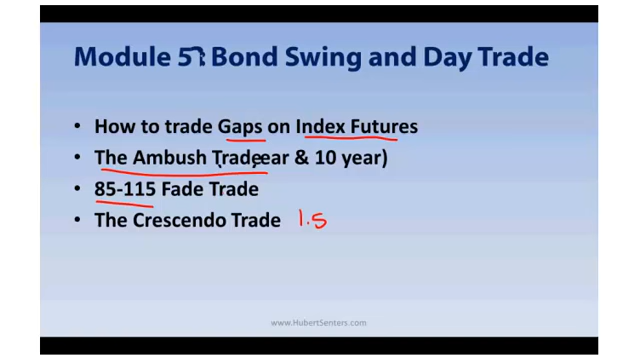 Module 5: Bond Swing and Day Trade
• How to trade Gaps on Index Futures
• The Ambush Trade ear & 10 year)
• 85-115 Fade Trade
• The Crescendo Trade 1.5
www.HubertSenters.com